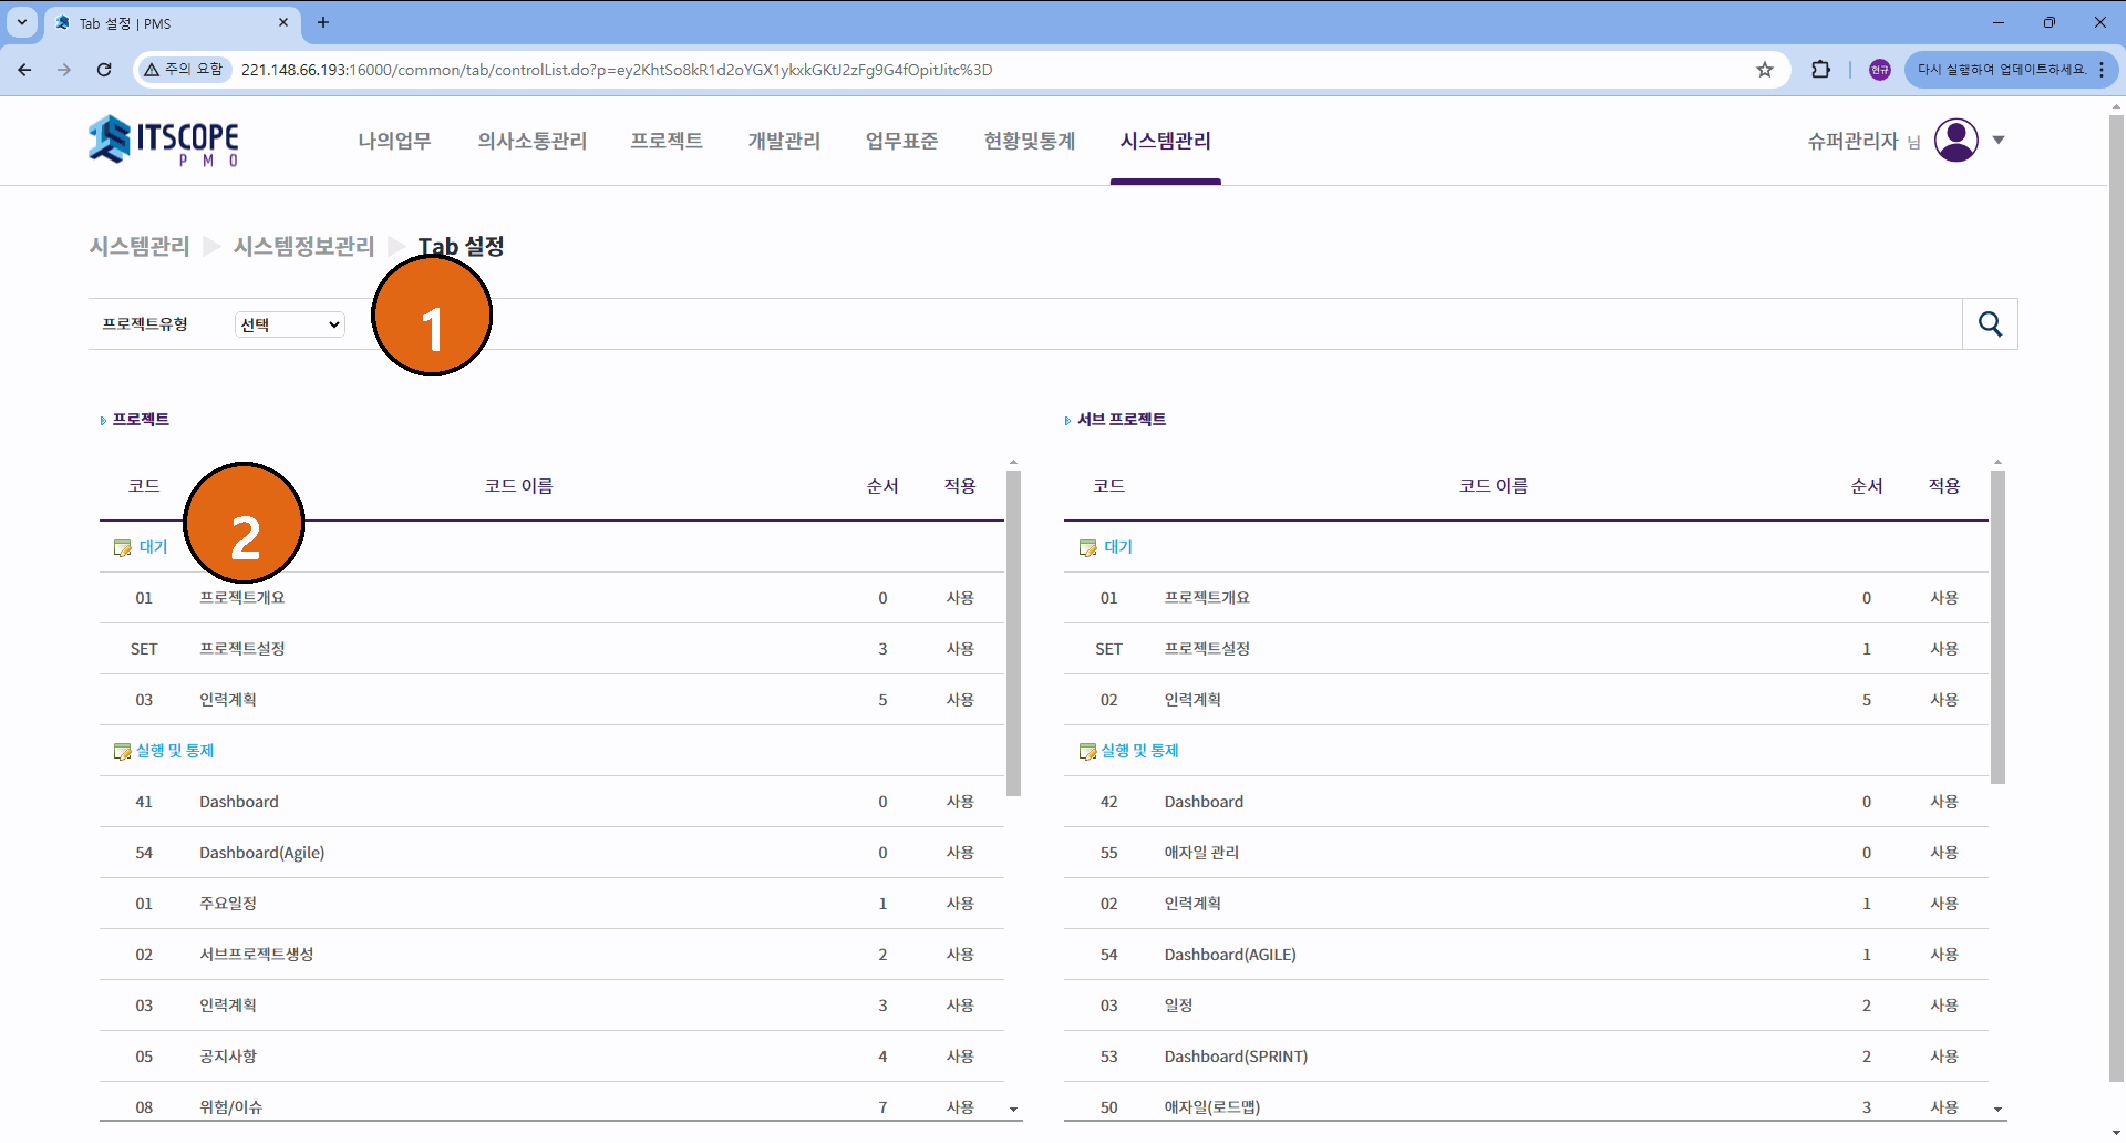 Tab 설정 | PMS
주의 요함 221.148.66.193:16000/common/tab/controlList.do?p=ey2KhtSo8kR1d2oYGX1ykxkGKtJ2zFg9G4fOpitJitc%3D 현규 다시 실행하여 업데이트하세요.
ITSCOPE
PMO
나의업무 의사소통관리 프로젝트 개발관리 업무표준 현황및통계 시스템관리 슈퍼관리자 님
시스템관리 시스템정보관리 Tab 설정
프로젝트유형 선택 1
프로젝트
코드 코드 이름 순서 적용
2
대기
01 프로젝트개요 0 사용
SET 프로젝트설정 3 사용
03 인력계획 5 사용
실행 및 통제
41 Dashboard 0 사용
54 Dashboard(Agile) 0 사용
01 주요일정 1 사용
02 서브프로젝트생성 2 사용
03 인력계획 3 사용
05 공지사항 4 사용
08 위험/이슈 7 사용
서브 프로젝트
코드 코드 이름 순서 적용
대기
01 프로젝트개요 0 사용
SET 프로젝트설정 1 사용
02 인력계획 5 사용
실행 및 통제
42 Dashboard 0 사용
55 애자일 관리 0 사용
02 인력계획 1 사용
54 Dashboard(AGILE) 1 사용
03 일정 2 사용
53 Dashboard(SPRINT) 2 사용
50 애자일(로드맵) 3 사용